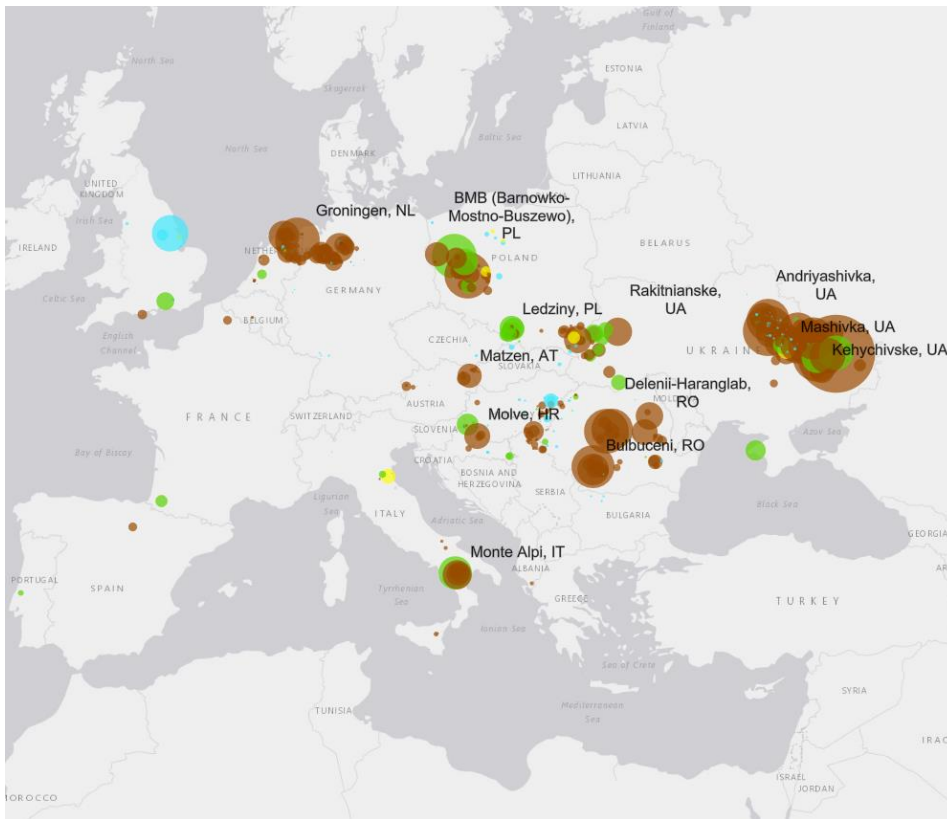 Gulf of
Finland
North Sea
ESTONIA
Skagerrak
LATVIA
DENMARK
Baltic Sea
North Sea
LITHUANIA
UNITED
KINGDOM
BMB (Barnowko-
Mostno-Buszewo),
PL
Irish Sea
Groningen, NL
IRELAND
BELARUS
NETHE
POLAND
Andriyashivka,
UA
GERMANY
Rakitnianske,
UA
Celtic Sea
Ledziny, PL
BELGIUM
Mashivka, UA
English
Channel
CZECHIA
UKRAINE
Kehychivske, UA
Matzen, AT
SLOVAKIA
Delenii-Haranglab,
RO
MOLDO
AUSTRIA
FRANCE
SWITZERLAND
Molve, HR
SLOVENIA
Azov Sea
Bulbuceni, RO
Bay of Biscay
CROATIA
BOSNIA AND
HERZEGOVINA
SERBIA
Ligurian
Sea
ITALY
BULGARIA
Black Sea
Adriatic Sea
GEORGIA
Monte Alpi, IT
ALBANIA
PORTUGAL
AR
SPAIN
Tyrrhenian
Sea
GREECE
TURKEY
Ionian Sea
Sea of Crete
SYRIA
TUNISIA
Mediterranean
Sea
IRAQ
ISRAEL
JORDAN
MOROCCO